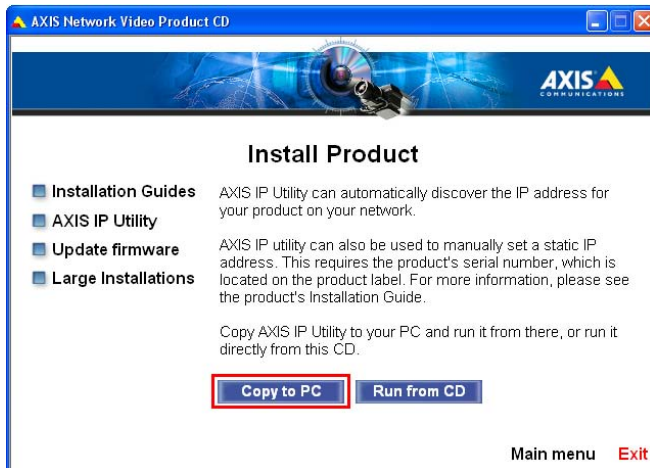 AXIS Network Video Product CD
AXIS
COMMUNICATIONS
Install Product
Installation Guides
AXIS IP Utility
Update firmware
Large Installations
AXIS IP Utility can automatically discover the IP address for
your product on your network.
AXIS IP utility can also be used to manually set a static IP
address. This requires the product's serial number, which is
located on the product label. For more information, please see
the product's Installation Guide.
Copy AXIS IP Utility to your PC and run it from there, or run it
directly from this CD.
Copy to PC
Run from CD
Main menu
Exit